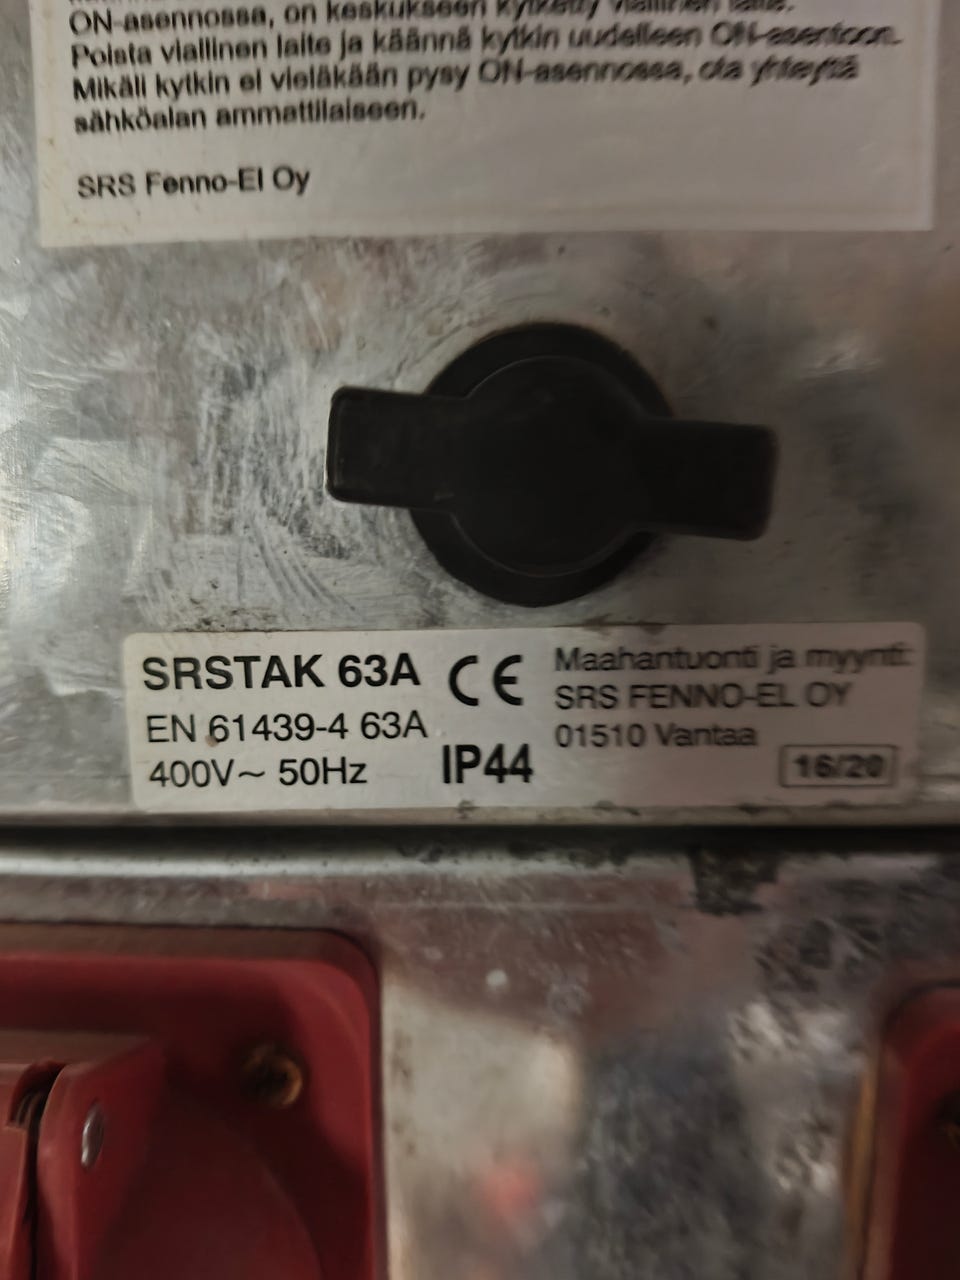 ON-asennossa, on keskukseen kytketty viallinen laite.
Poista viallinen laite ja käännä kytkin uudelleen ON-asentoon.
Mikäli kytkin ei vieläkään pysy ON-asennossa, ota yhteyttä
sähköalan ammattilaiseen.
SRS Fenno-El Oy
SRSTAK 63A
EN 61439-4 63A
400V~ 50Hz
CE
IP44
Maahantuonti ja myynti:
SRS FENNO-EL OY
01510 Vantaa
16/20